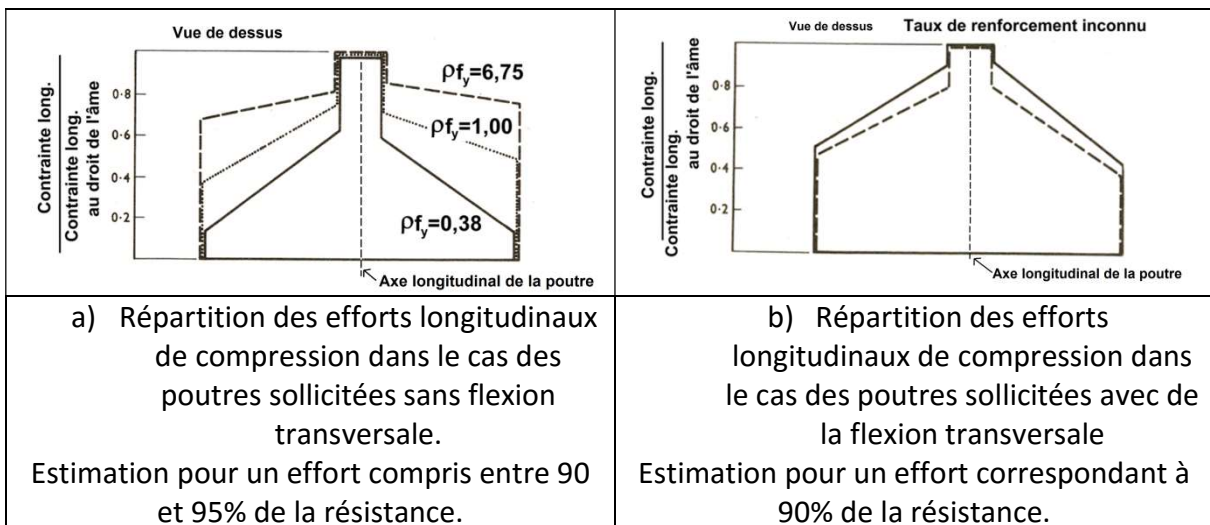 Vue de dessus
Contrainte long.
Contrainte long.
au droit de l'âme
0·8
0·6
0·4
0·2
ρfy=6,75
ρfy=1,00
ρfy=0,38
Axe longitudinal de la poutre
Vue de dessus Taux de renforcement inconnu
Contrainte long.
Contrainte long.
au droit de l'âme
0·8
0·6
0·4
0·2
Axe longitudinal de la poutre
a) Répartition des efforts longitudinaux
de compression dans le cas des
poutres sollicitées sans flexion
transversale.
Estimation pour un effort compris entre 90
et 95% de la résistance.
b) Répartition des efforts
longitudinaux de compression dans
le cas des poutres sollicitées avec de
la flexion transversale
Estimation pour un effort correspondant à
90% de la résistance.